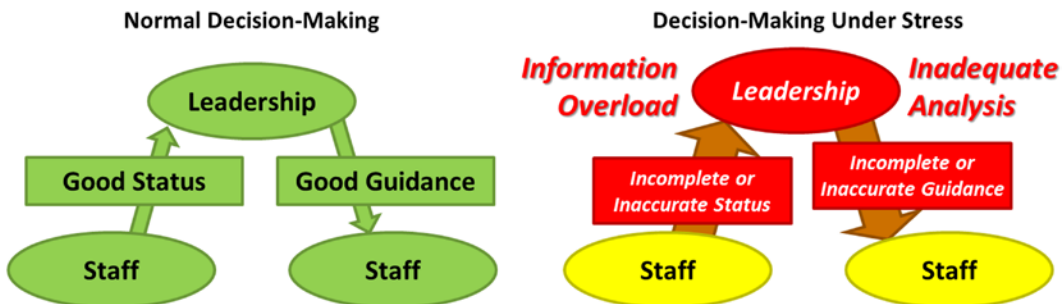 Normal Decision-Making
Leadership
Good Status
Good Guidance
Staff
Staff
Decision-Making Under Stress
Information
Overload
Leadership
Inadequate
Analysis
Incomplete or
Inaccurate Status
Incomplete or
Inaccurate Guidance
Staff
Staff